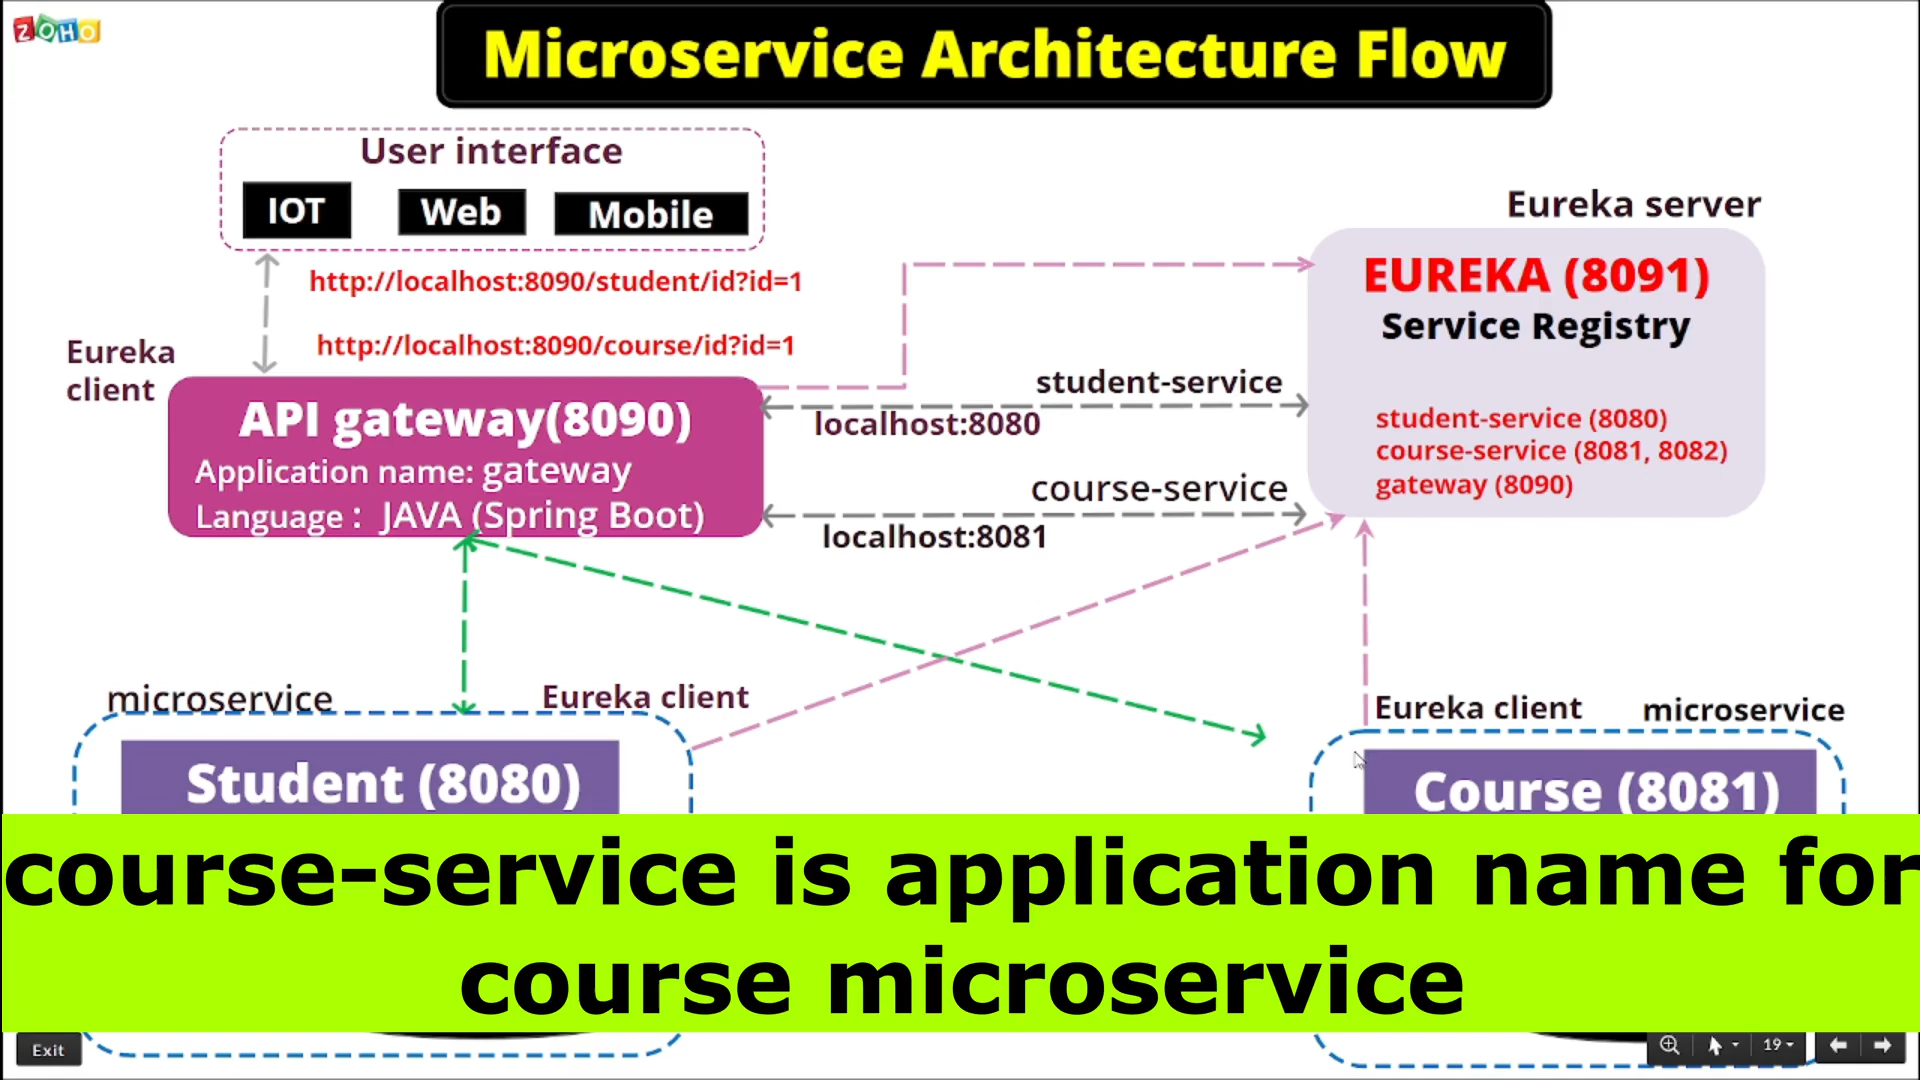 ZOHO
Microservice Architecture Flow
User interface
IOT
Web
Mobile
http://localhost:8090/student/id?id=1
http://localhost:8090/course/id?id=1
Eureka
client
API gateway(8090)
Application name: gateway
Language : JAVA (Spring Boot)
Eureka server
EUREKA (8091)
Service Registry
student-service (8080)
course-service (8081, 8082)
gateway (8090)
student-service
localhost:8080
course-service
localhost:8081
microservice
Eureka client
Student (8080)
Eureka client
microservice
Course (8081)
course-service is application name for
course microservice
Exit
19